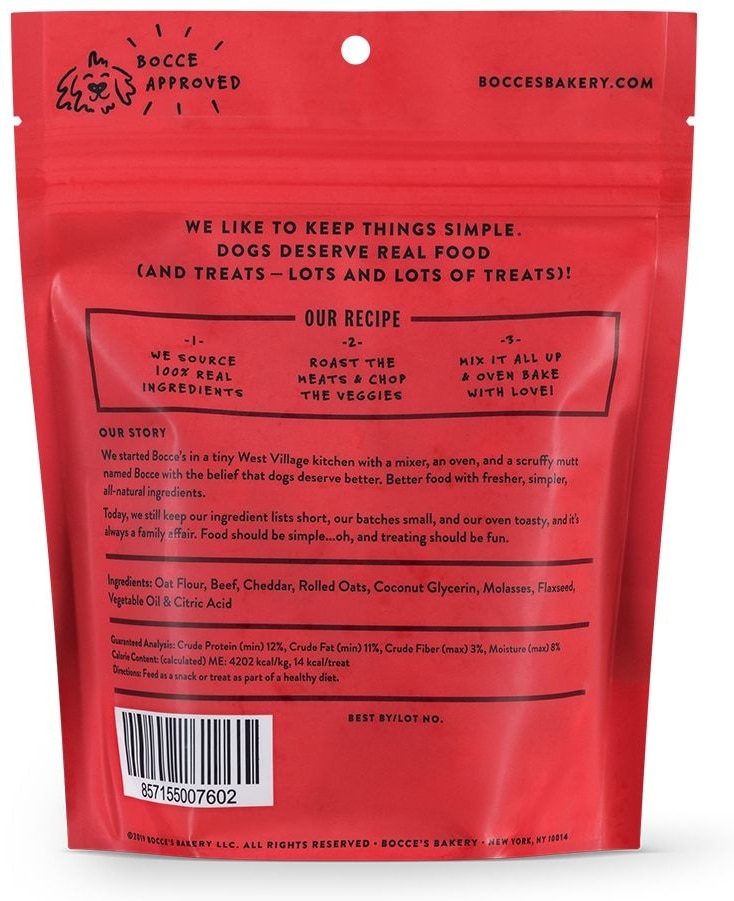 BOCCE
APPROVED
BOCCESBAKERY.COM
WE LIKE TO KEEP THINGS SIMPLE.
DOGS DESERVE REAL FOOD
(AND TREATS — LOTS AND LOTS OF TREATS)!
OUR RECIPE
-1-
WE SOURCE
100% REAL
INGREDIENTS
-2-
ROAST THE
MEATS & CHOP
THE VEGGIES
-3-
MIX IT ALL UP
& OVEN BAKE
WITH LOVE!
OUR STORY
We started Bocce's in a tiny West Village kitchen with a mixer, an oven, and a scruffy mutt
named Bocce with the belief that dogs deserve better. Better food with fresher, simpler,
all-natural ingredients.
Today, we still keep our ingredient lists short, our batches small, and our oven toasty, and it's
always a family affair. Food should be simple...oh, and treating should be fun.
Ingredients: Oat Flour, Beef, Cheddar, Rolled Oats, Coconut Glycerin, Molasses, Flaxseed,
Vegetable Oil & Citric Acid
Guaranteed Analysis: Crude Protein (min) 12%, Crude Fat (min) 11%, Crude Fiber (max) 3%, Moisture (max) 8%
Calorie Content: (calculated) ME: 4202 kcal/kg, 14 kcal/treat
Directions: Feed as a snack or treat as part of a healthy diet.
BEST BY/LOT NO.
857155007602
©2019 BOCCE'S BAKERY LLC. ALL RIGHTS RESERVED • BOCCE'S BAKERY • NEW YORK, NY 10014